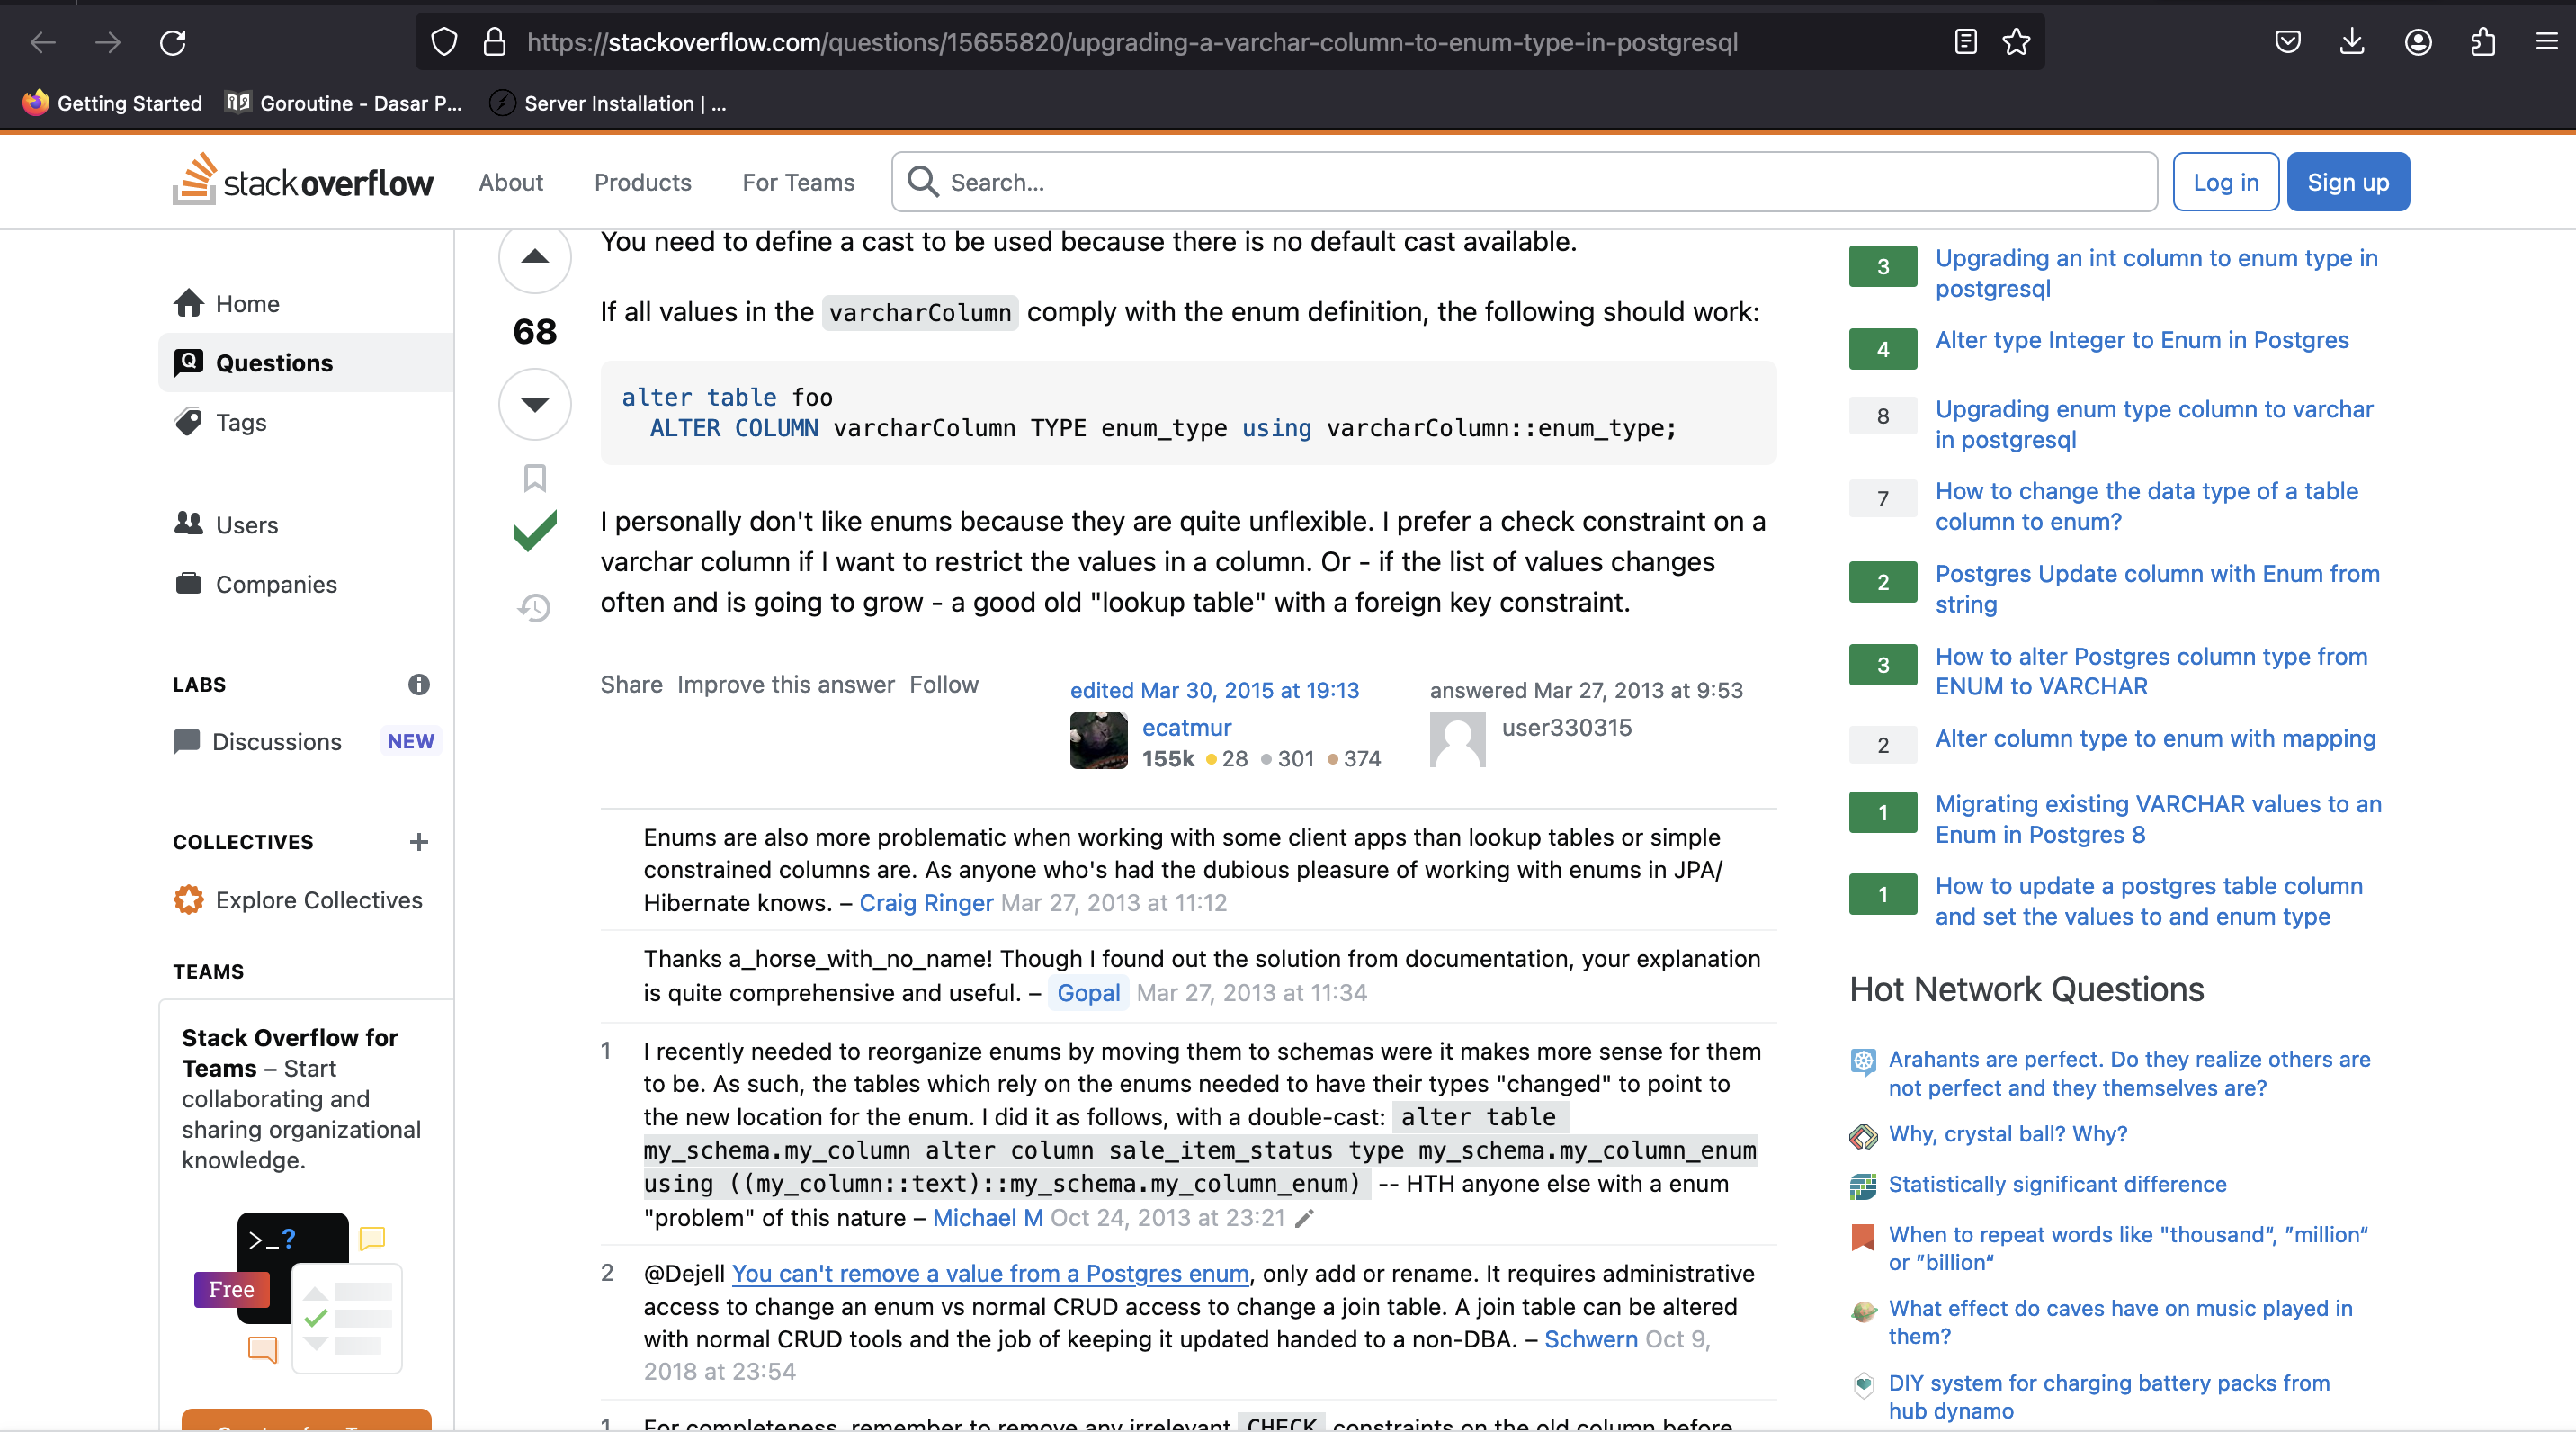 https://stackoverflow.com/questions/15655820/upgrading-a-varchar-column-to-enum-type-in-postgresql
Getting Started
Goroutine - Dasar P...
Server Installation | ...
stackoverflow
About
Products
For Teams
Search...
Log in
Sign up
Home
Questions
Tags
Users
Companies
LABS
Discussions
NEW
COLLECTIVES
Explore Collectives
TEAMS
Stack Overflow for
Teams – Start
collaborating and
sharing organizational
knowledge.
>_?
Free
68
You need to define a cast to be used because there is no default cast available.
If all values in the varcharColumn comply with the enum definition, the following should work:
alter table foo
ALTER COLUMN varcharColumn TYPE enum_type using varcharColumn::enum_type;
I personally don't like enums because they are quite unflexible. I prefer a check constraint on a
varchar column if I want to restrict the values in a column. Or - if the list of values changes
often and is going to grow - a good old "lookup table" with a foreign key constraint.
Share Improve this answer Follow
edited Mar 30, 2015 at 19:13
ecatmur
155k 28 301 374
answered Mar 27, 2013 at 9:53
user330315
Enums are also more problematic when working with some client apps than lookup tables or simple
constrained columns are. As anyone who's had the dubious pleasure of working with enums in JPA/
Hibernate knows. – Craig Ringer Mar 27, 2013 at 11:12
Thanks a_horse_with_no_name! Though I found out the solution from documentation, your explanation
is quite comprehensive and useful. – Gopal Mar 27, 2013 at 11:34
1 I recently needed to reorganize enums by moving them to schemas were it makes more sense for them
to be. As such, the tables which rely on the enums needed to have their types "changed" to point to
the new location for the enum. I did it as follows, with a double-cast: alter table
my_schema.my_column alter column sale_item_status type my_schema.my_column_enum
using ((my_column::text)::my_schema.my_column_enum) -- HTH anyone else with a enum
"problem" of this nature – Michael M Oct 24, 2013 at 23:21
2 @Dejell You can't remove a value from a Postgres enum, only add or rename. It requires administrative
access to change an enum vs normal CRUD access to change a join table. A join table can be altered
with normal CRUD tools and the job of keeping it updated handed to a non-DBA. – Schwern Oct 9,
2018 at 23:54
1 For completeness, remember to remove any irrelevant CHECK constraints on the old column before
3 Upgrading an int column to enum type in
postgresql
4 Alter type Integer to Enum in Postgres
8 Upgrading enum type column to varchar
in postgresql
7 How to change the data type of a table
column to enum?
2 Postgres Update column with Enum from
string
3 How to alter Postgres column type from
ENUM to VARCHAR
2 Alter column type to enum with mapping
1 Migrating existing VARCHAR values to an
Enum in Postgres 8
1 How to update a postgres table column
and set the values to and enum type
Hot Network Questions
Arahants are perfect. Do they realize others are
not perfect and they themselves are?
Why, crystal ball? Why?
Statistically significant difference
When to repeat words like "thousand“, ”million“
or ”billion“
What effect do caves have on music played in
them?
DIY system for charging battery packs from
hub dynamo